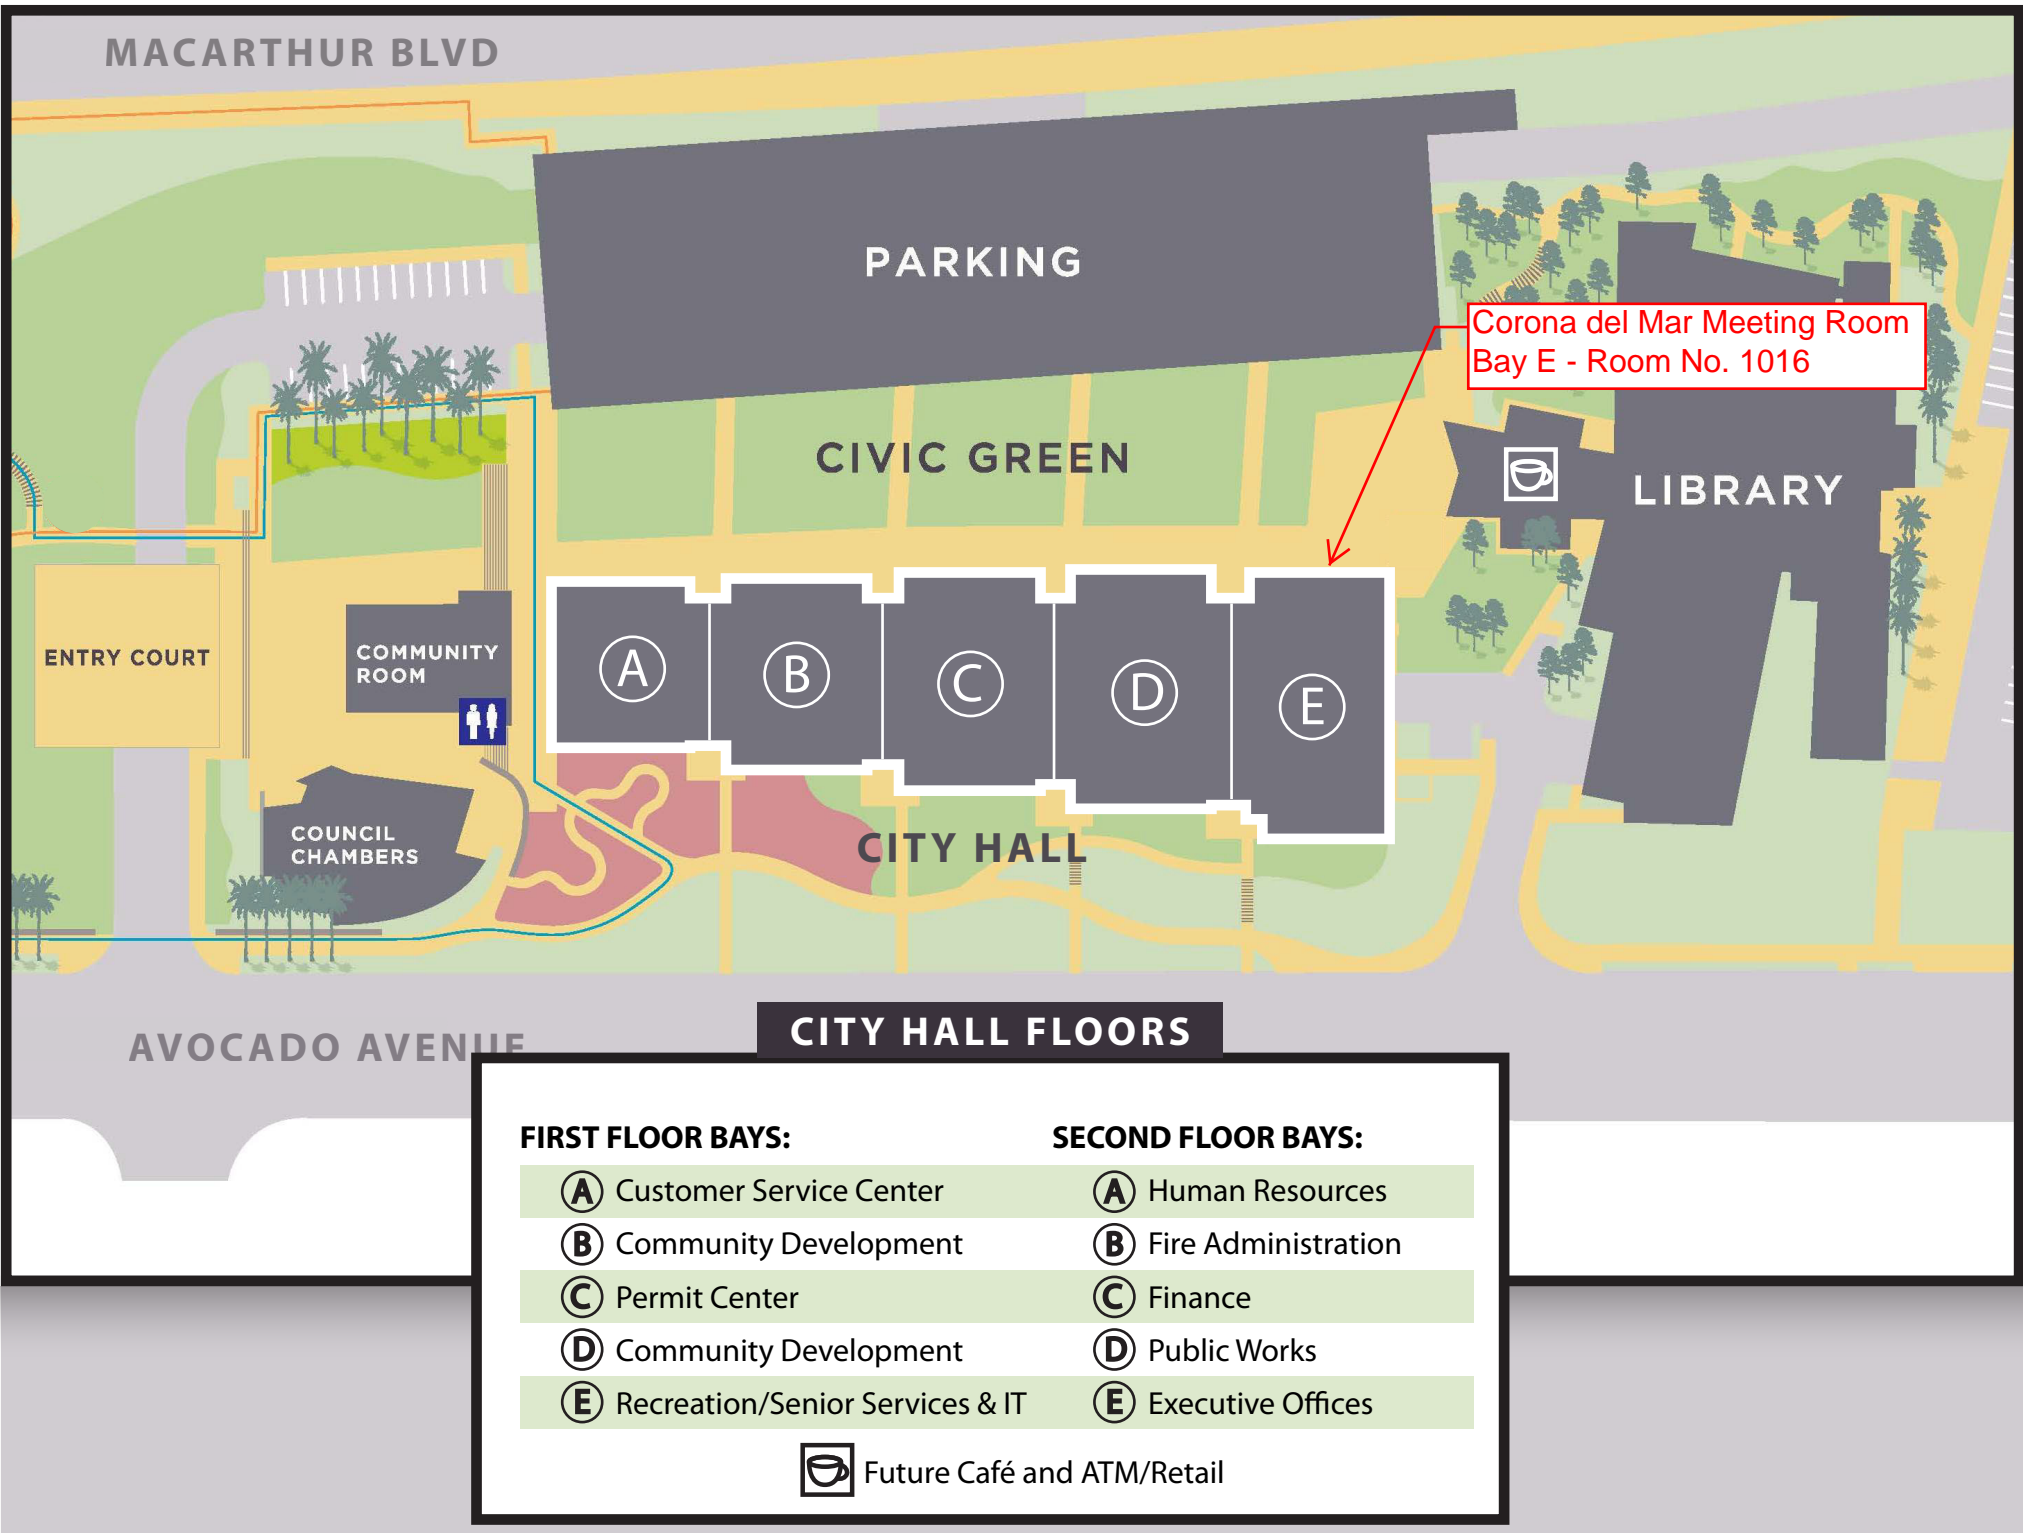 MACARTHUR BLVD
PARKING
Corona del Mar Meeting Room
Bay E - Room No. 1016
CIVIC GREEN
LIBRARY
ENTRY COURT
COMMUNITY
ROOM
A
B
C
D
E
COUNCIL
CHAMBERS
CITY HALL
AVOCADO AVENUE
CITY HALL FLOORS
FIRST FLOOR BAYS:
A Customer Service Center
B Community Development
C Permit Center
D Community Development
E Recreation/Senior Services & IT
SECOND FLOOR BAYS:
A Human Resources
B Fire Administration
C Finance
D Public Works
E Executive Offices
Future Café and ATM/Retail